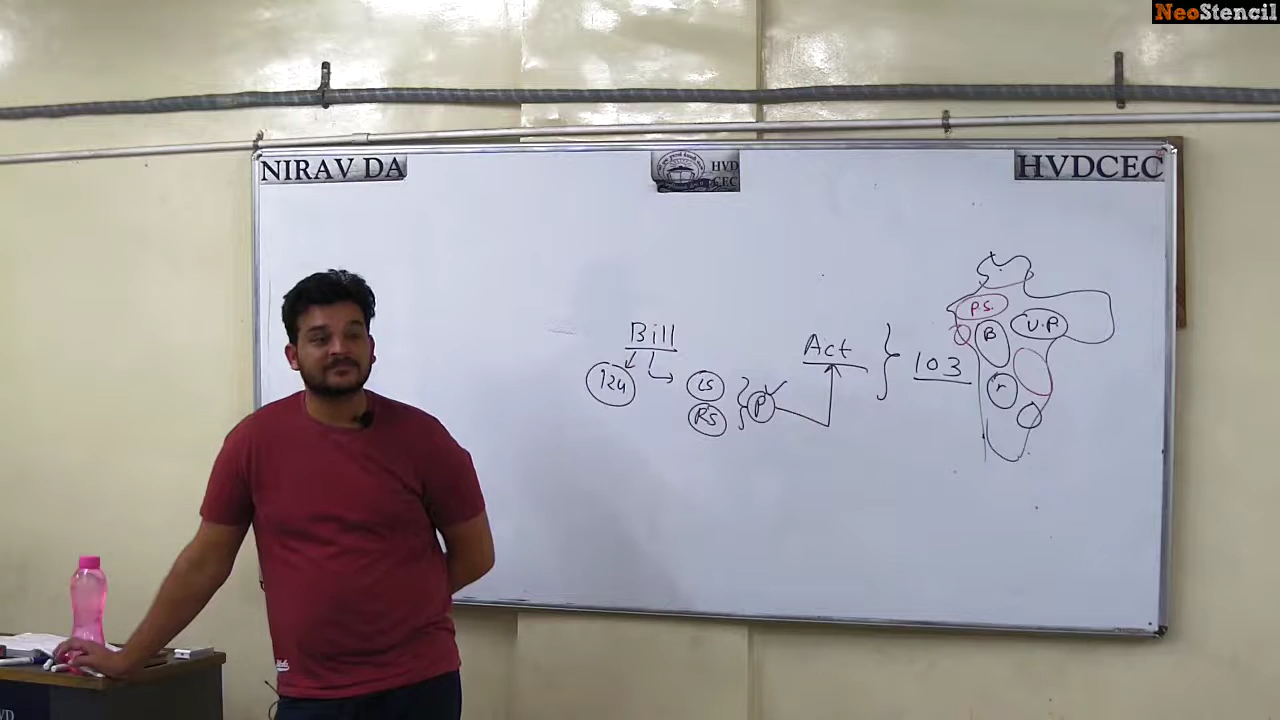 NeoStencil
NIRAV DA
HVD
CEC
HVDCEC
Bill
Act
124
LS
RS
P
103
P.S.
B
U.P
r